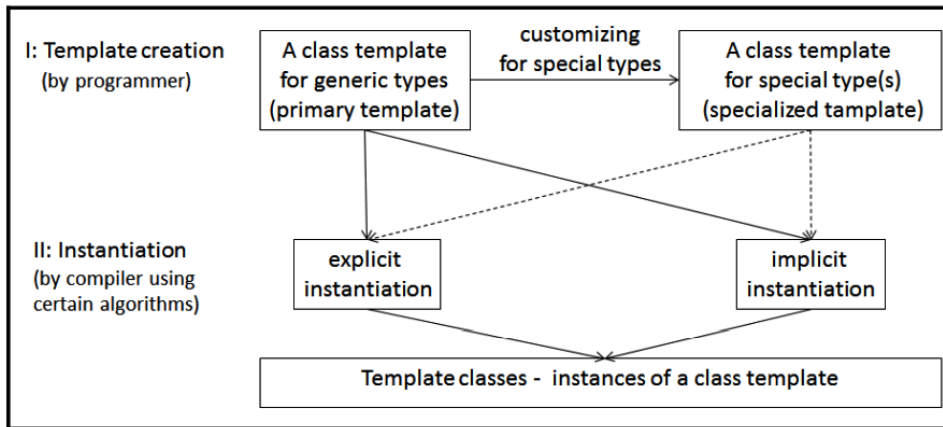 I: Template creation
(by programmer)
A class template
for generic types
(primary template)
customizing
for special types
A class template
for special type(s)
(specialized tamplate)
II: Instantiation
(by compiler using
certain algorithms)
explicit
instantiation
implicit
instantiation
Template classes - instances of a class template